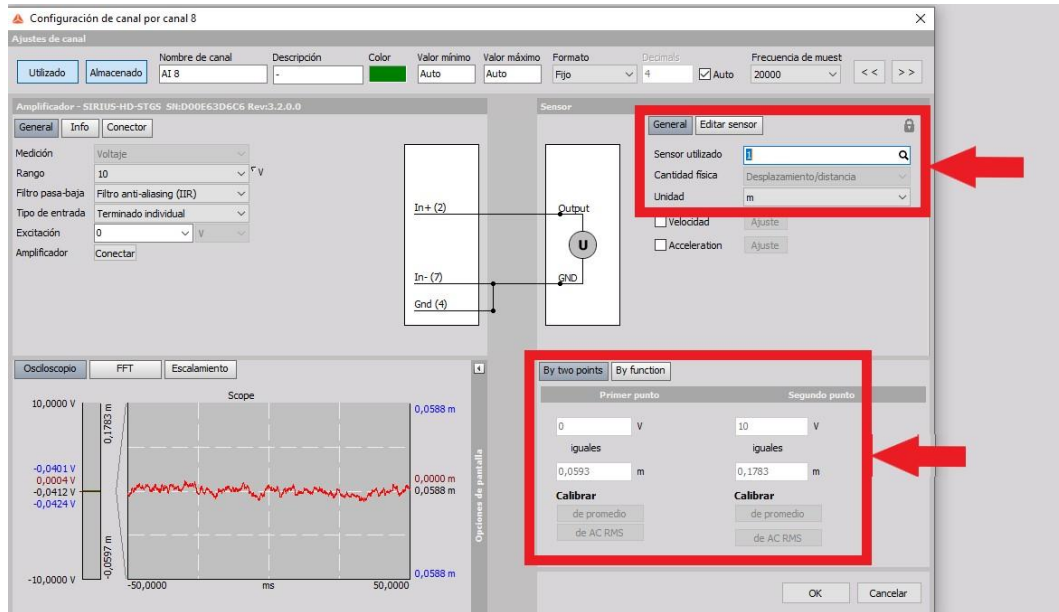 Configuración de canal por canal 8
Ajustes de canal
Utilizado
Almacenado
Nombre de canal
AI 8
Descripción
-
Color
Valor mínimo
Auto
Valor máximo
Auto
Formato
Fijo
Decimals
4
Auto
Frecuencia de muest
20000
<< >>
Amplificador - SIRIUS-HD-STGS SN:D00E63D6C6 Rev:3.2.0.0
General Info Conector
Medición Voltaje
Rango 10 V
Filtro pasa-baja Filtro anti-aliasing (IIR)
Tipo de entrada Terminado individual
Excitación 0 V
Amplificador Conectar
In+ (2)
In- (7)
Gnd (4)
Sensor
Output
U
GND
General Editar sensor
Sensor utilizado 1
Cantidad física Desplazamiento/distancia
Unidad m
Velocidad Ajuste
Acceleration Ajuste
Osciloscopio FFT Escalamiento
Scope
10,0000 V
0,1783 m
0,0588 m
-0,0401 V
0,0004 V
-0,0412 V
-0,0424 V
0,0000 m
0,0588 m
-0,0597 m
-10,0000 V
-50,0000 ms 50,0000
0,0588 m
Opciones de pantalla
By two points By function
Primer punto Segundo punto
0 V 10 V
iguales iguales
0,0593 m 0,1783 m
Calibrar Calibrar
de promedio de promedio
de AC RMS de AC RMS
OK Cancelar